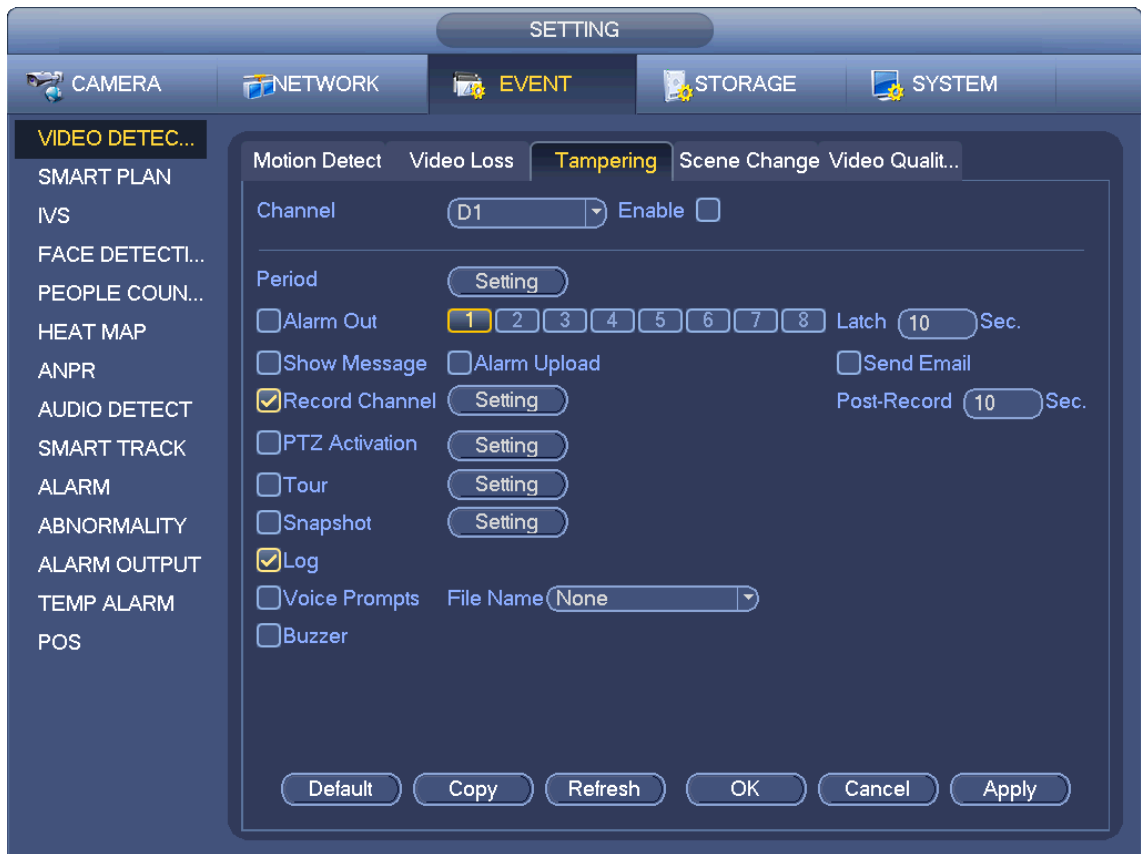 SETTING
CAMERA NETWORK EVENT STORAGE SYSTEM
VIDEO DETEC...
SMART PLAN
IVS
FACE DETECTI...
PEOPLE COUN...
HEAT MAP
ANPR
AUDIO DETECT
SMART TRACK
ALARM
ABNORMALITY
ALARM OUTPUT
TEMP ALARM
POS
Motion Detect Video Loss Tampering Scene Change Video Qualit...
Channel D1 Enable
Period Setting
Alarm Out 1 2 3 4 5 6 7 8 Latch 10 Sec.
Show Message Alarm Upload Send Email
Record Channel Setting Post-Record 10 Sec.
PTZ Activation Setting
Tour Setting
Snapshot Setting
Log
Voice Prompts File Name None
Buzzer
Default Copy Refresh OK Cancel Apply